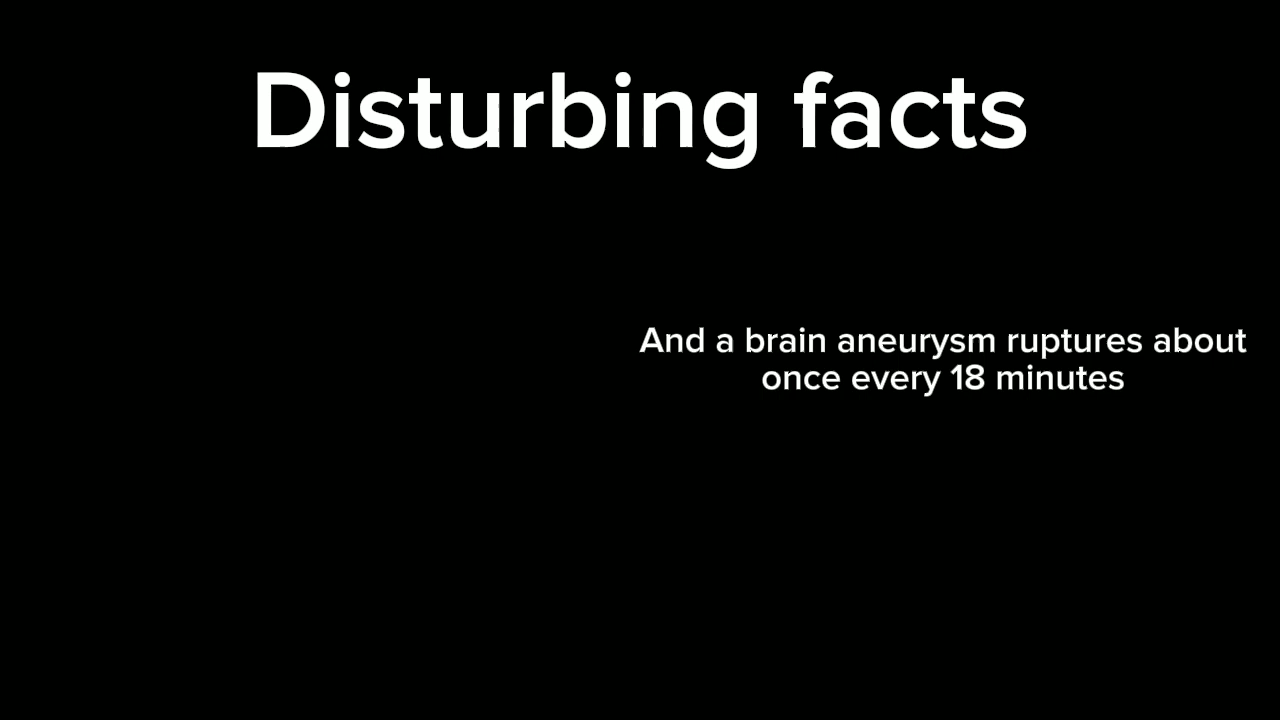 Disturbing facts
And a brain aneurysm ruptures about
once every 18 minutes